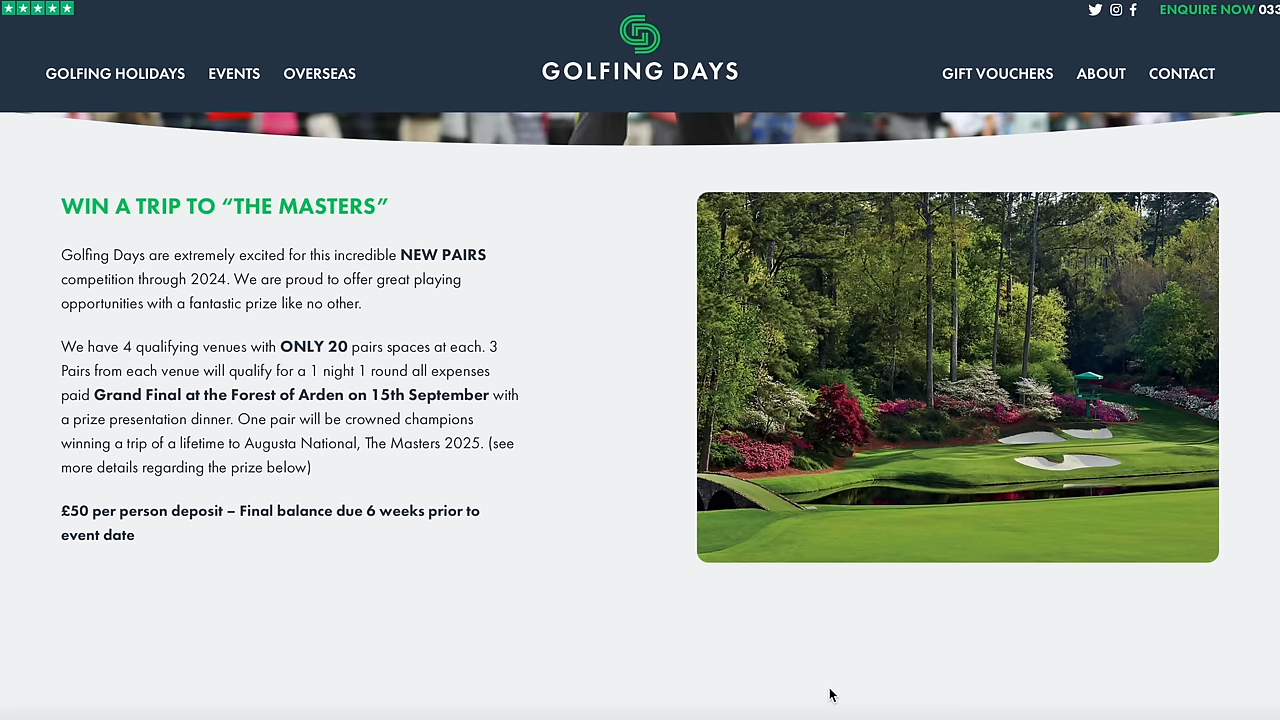 ENQUIRE NOW 033
GOLFING HOLIDAYS EVENTS OVERSEAS
GOLFING DAYS
GIFT VOUCHERS ABOUT CONTACT
WIN A TRIP TO “THE MASTERS”
Golfing Days are extremely excited for this incredible NEW PAIRS
competition through 2024. We are proud to offer great playing
opportunities with a fantastic prize like no other.
We have 4 qualifying venues with ONLY 20 pairs spaces at each. 3
Pairs from each venue will qualify for a 1 night 1 round all expenses
paid Grand Final at the Forest of Arden on 15th September with
a prize presentation dinner. One pair will be crowned champions
winning a trip of a lifetime to Augusta National, The Masters 2025. (see
more details regarding the prize below)
£50 per person deposit – Final balance due 6 weeks prior to
event date